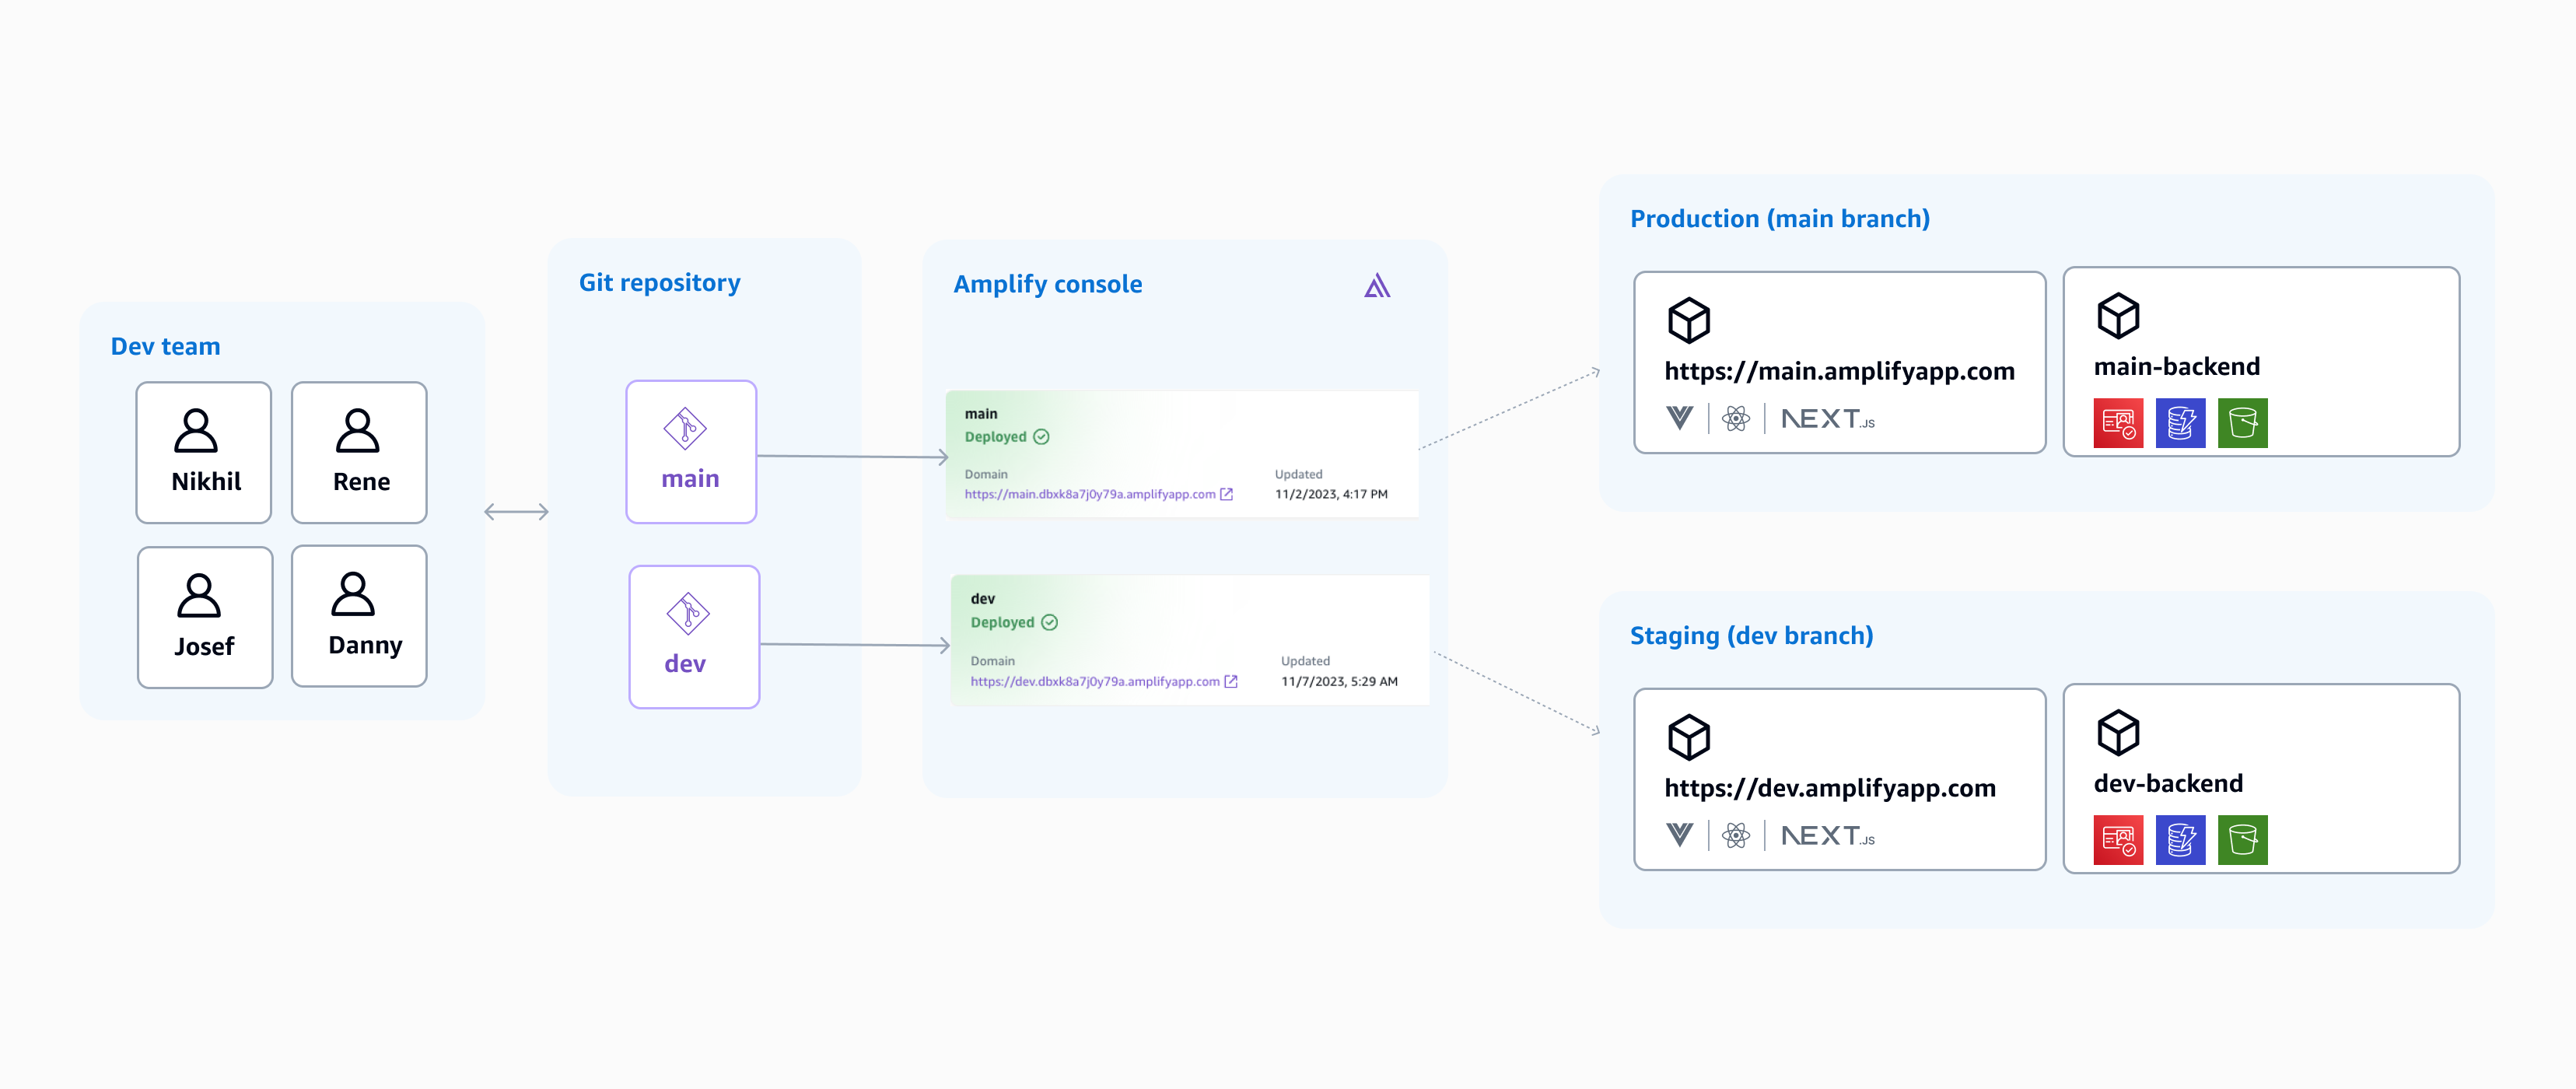 Dev team
Nikhil
Rene
Josef
Danny
Git repository
main
dev
Amplify console
main
Deployed
Domain
Updated
https://main.dbxk8a7j0y79a.amplifyapp.com
11/2/2023, 4:17 PM
dev
Deployed
Domain
Updated
https://dev.dbxk8a7j0y79a.amplifyapp.com
11/7/2023, 5:29 AM
Production (main branch)
https://main.amplifyapp.com
NEXT.JS
main-backend
Staging (dev branch)
https://dev.amplifyapp.com
NEXT.JS
dev-backend